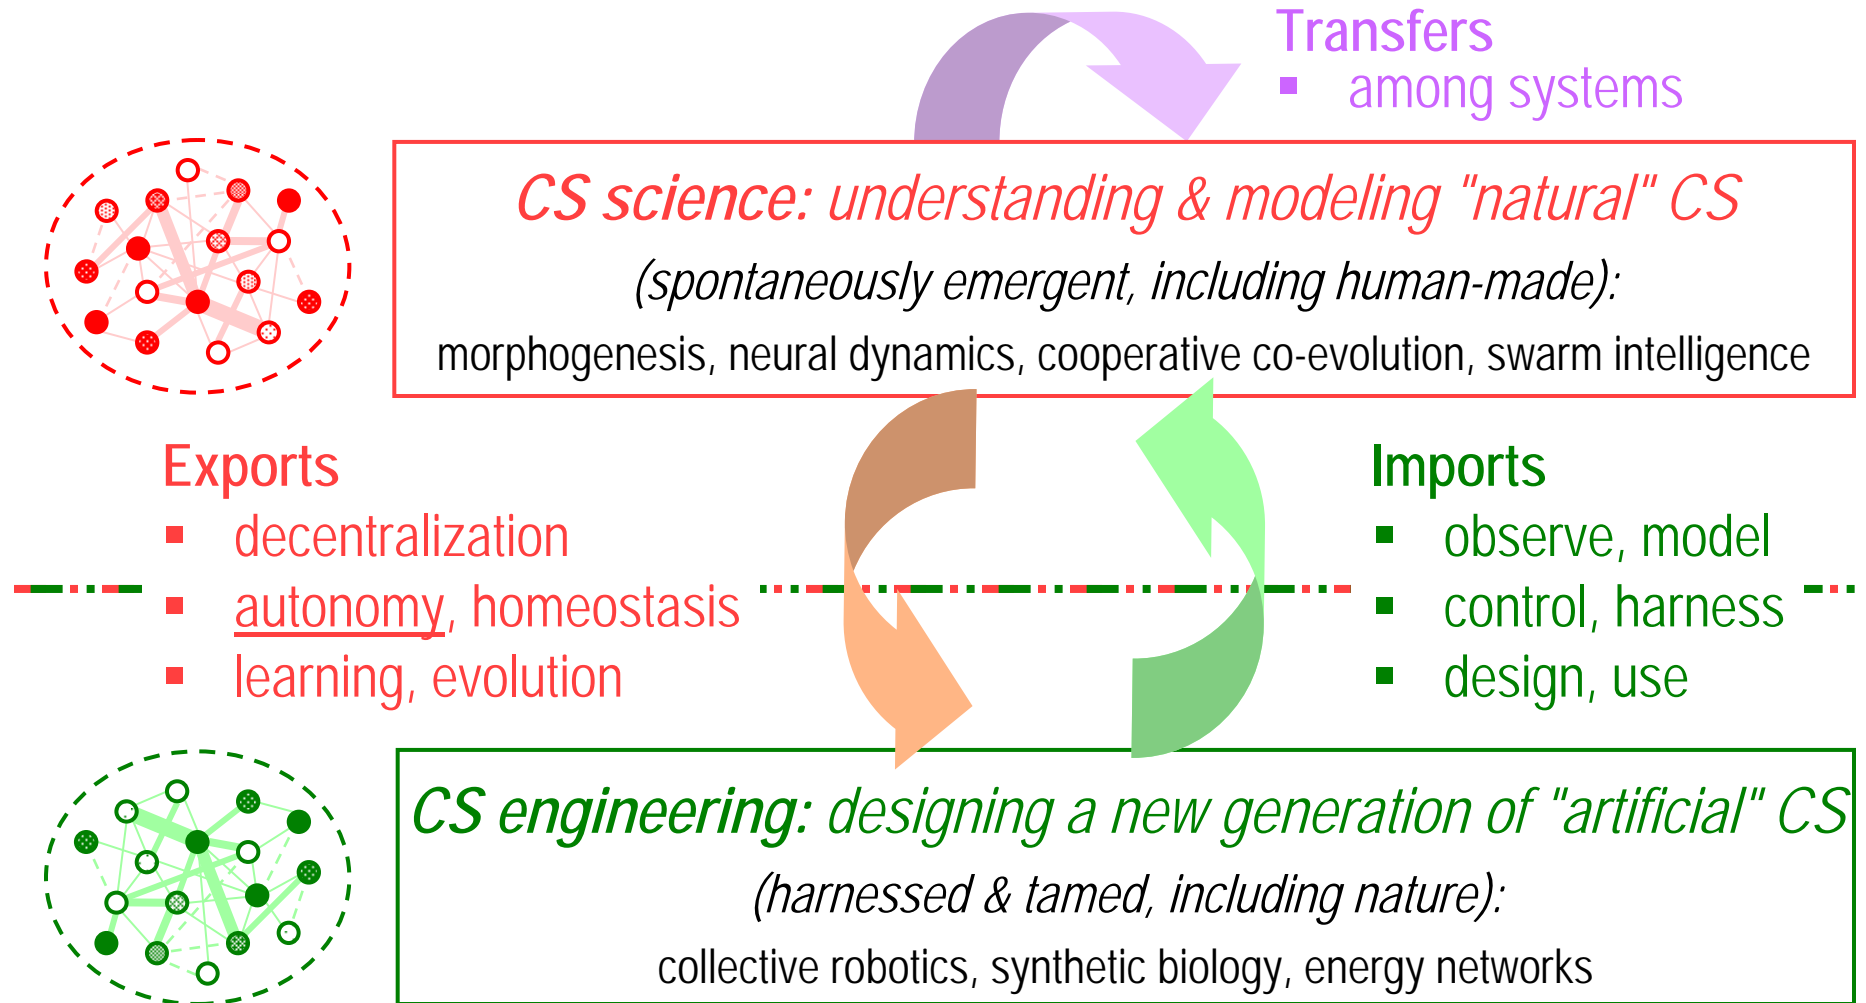 Transfers
▪ among systems
CS science: understanding & modeling "natural" CS
(spontaneously emergent, including human-made):
morphogenesis, neural dynamics, cooperative co-evolution, swarm intelligence
Exports
▪ decentralization
▪ autonomy, homeostasis
▪ learning, evolution
Imports
▪ observe, model
▪ control, harness
▪ design, use
CS engineering: designing a new generation of "artificial" CS
(harnessed & tamed, including nature):
collective robotics, synthetic biology, energy networks